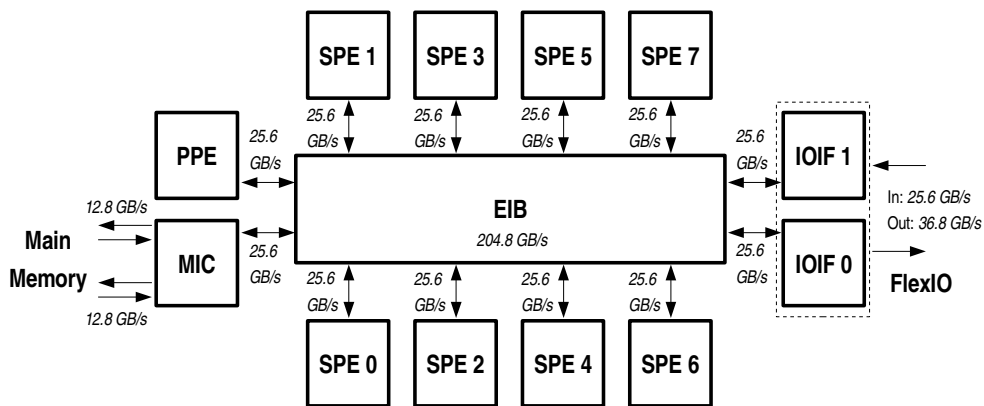 SPE 1
SPE 3
SPE 5
SPE 7
25.6
GB/s
25.6
GB/s
25.6
GB/s
25.6
GB/s
PPE
25.6
GB/s
EIB
204.8 GB/s
25.6
GB/s
IOIF 1
In: 25.6 GB/s
Out: 36.8 GB/s
12.8 GB/s
Main
Memory
12.8 GB/s
MIC
25.6
GB/s
25.6
GB/s
IOIF 0
FlexIO
25.6
GB/s
25.6
GB/s
25.6
GB/s
25.6
GB/s
SPE 0
SPE 2
SPE 4
SPE 6